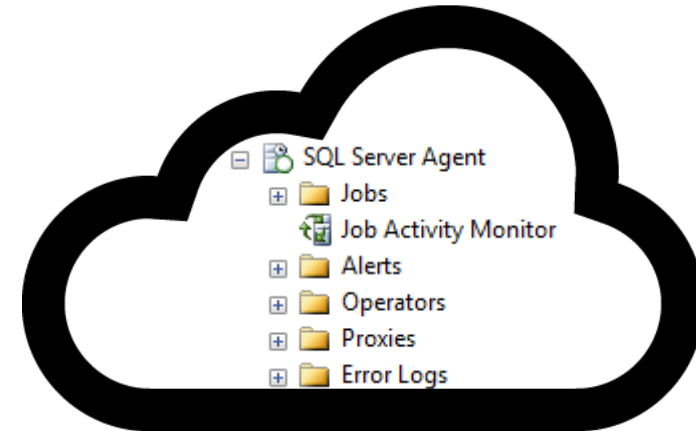 SQL Server Agent
Jobs
Job Activity Monitor
Alerts
Operators
Proxies
Error Logs